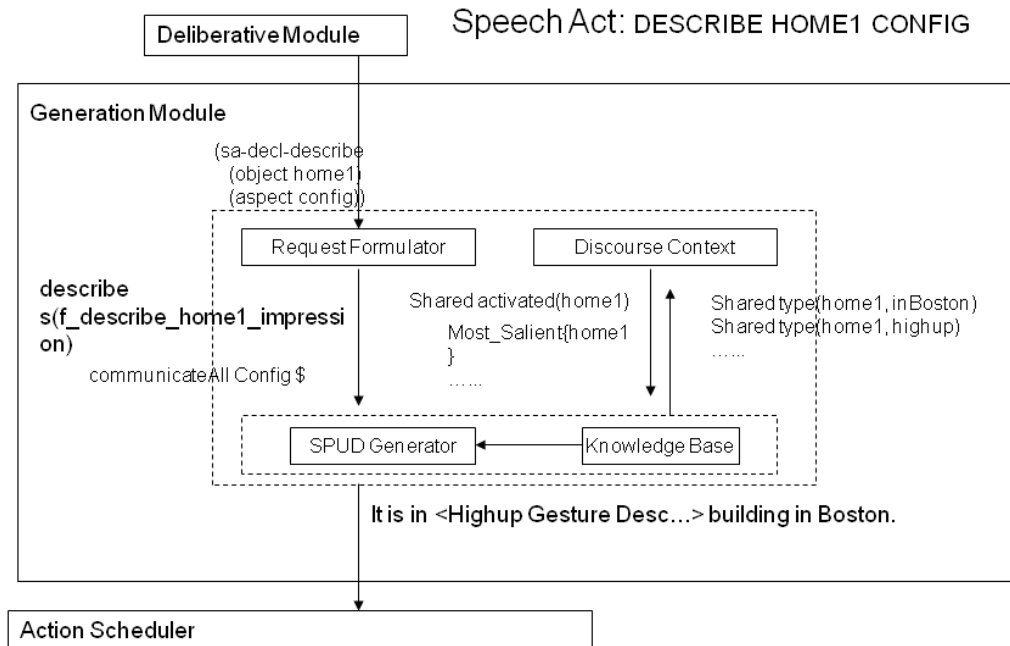 Speech Act: DESCRIBE HOME1 CONFIG
Deliberative Module
Generation Module
(sa-decl-describe
(object home1)
(aspect config))
Request Formulator
Discourse Context
describe
s(f_describe_home1_impressi
on)
communicateAll Config $
Shared activated(home1)
Most_Salient{home1
}
......
Shared type(home1, inBoston)
Shared type(home1, highup)
......
SPUD Generator
Knowledge Base
It is in <Highup Gesture Desc...> building in Boston.
Action Scheduler